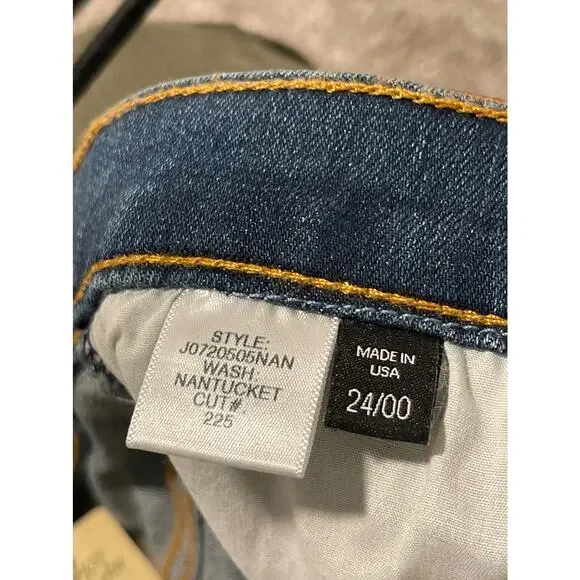 STYLE:
J0720505NAN
WASH
NANTUCKET
CUT#.
225
MADE IN
USA
24/00